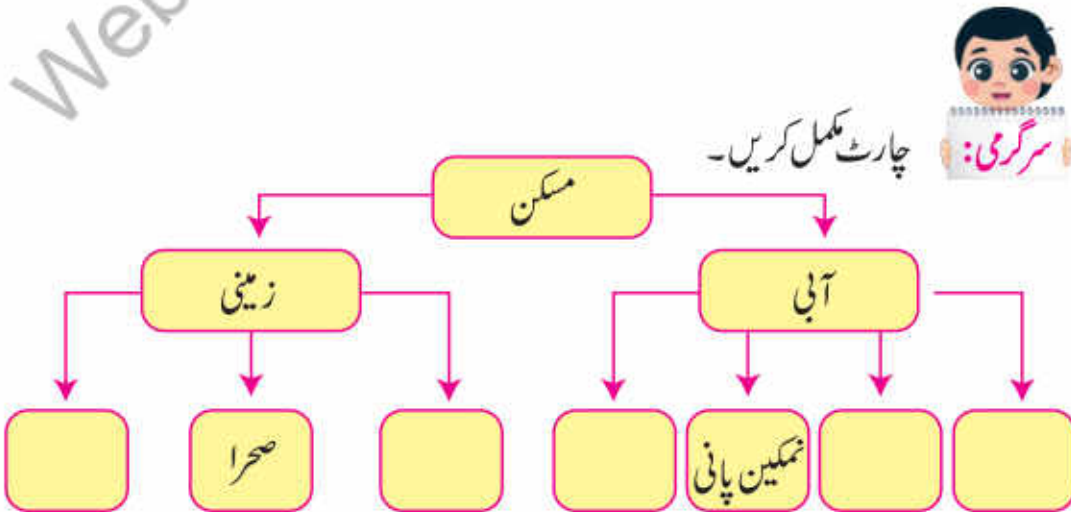 Web
سرگرمی:
چارٹ مکمل کریں۔
مسکن
آبی
زمینی
نمکین پانی
صحرا